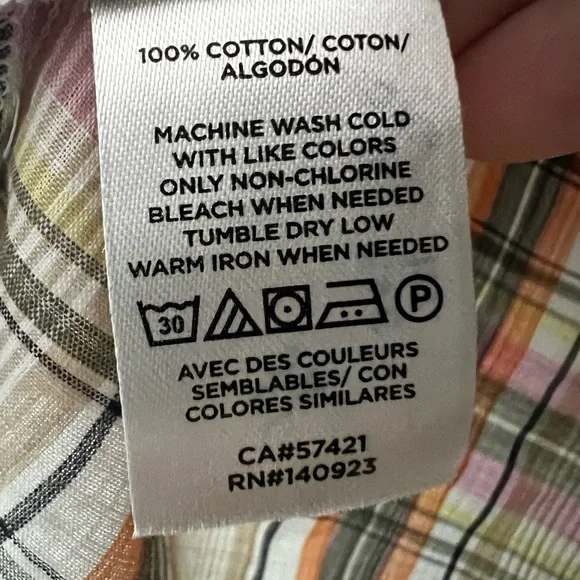 100% COTTON/ COTON/
ALGODÓN
MACHINE WASH COLD
WITH LIKE COLORS
ONLY NON-CHLORINE
BLEACH WHEN NEEDED
TUMBLE DRY LOW
WARM IRON WHEN NEEDED
30 P
AVEC DES COULEURS
SEMBLABLES/ CON
COLORES SIMILARES
CA#57421
RN#140923